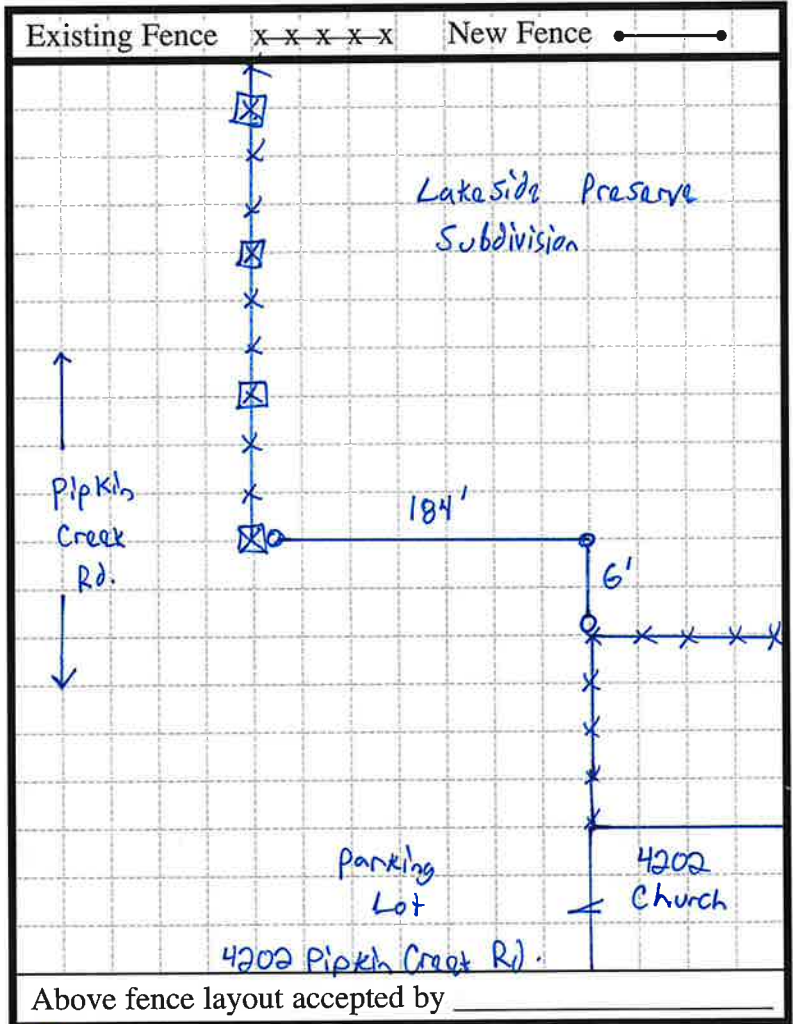 Existing Fence x x x x x New Fence
Lakeside Preserve
Subdivision
184'
Pipkin
Creek
Rd.
6'
Parking
Lot
4202
Church
4202 Pipkin Creek Rd.
Above fence layout accepted by